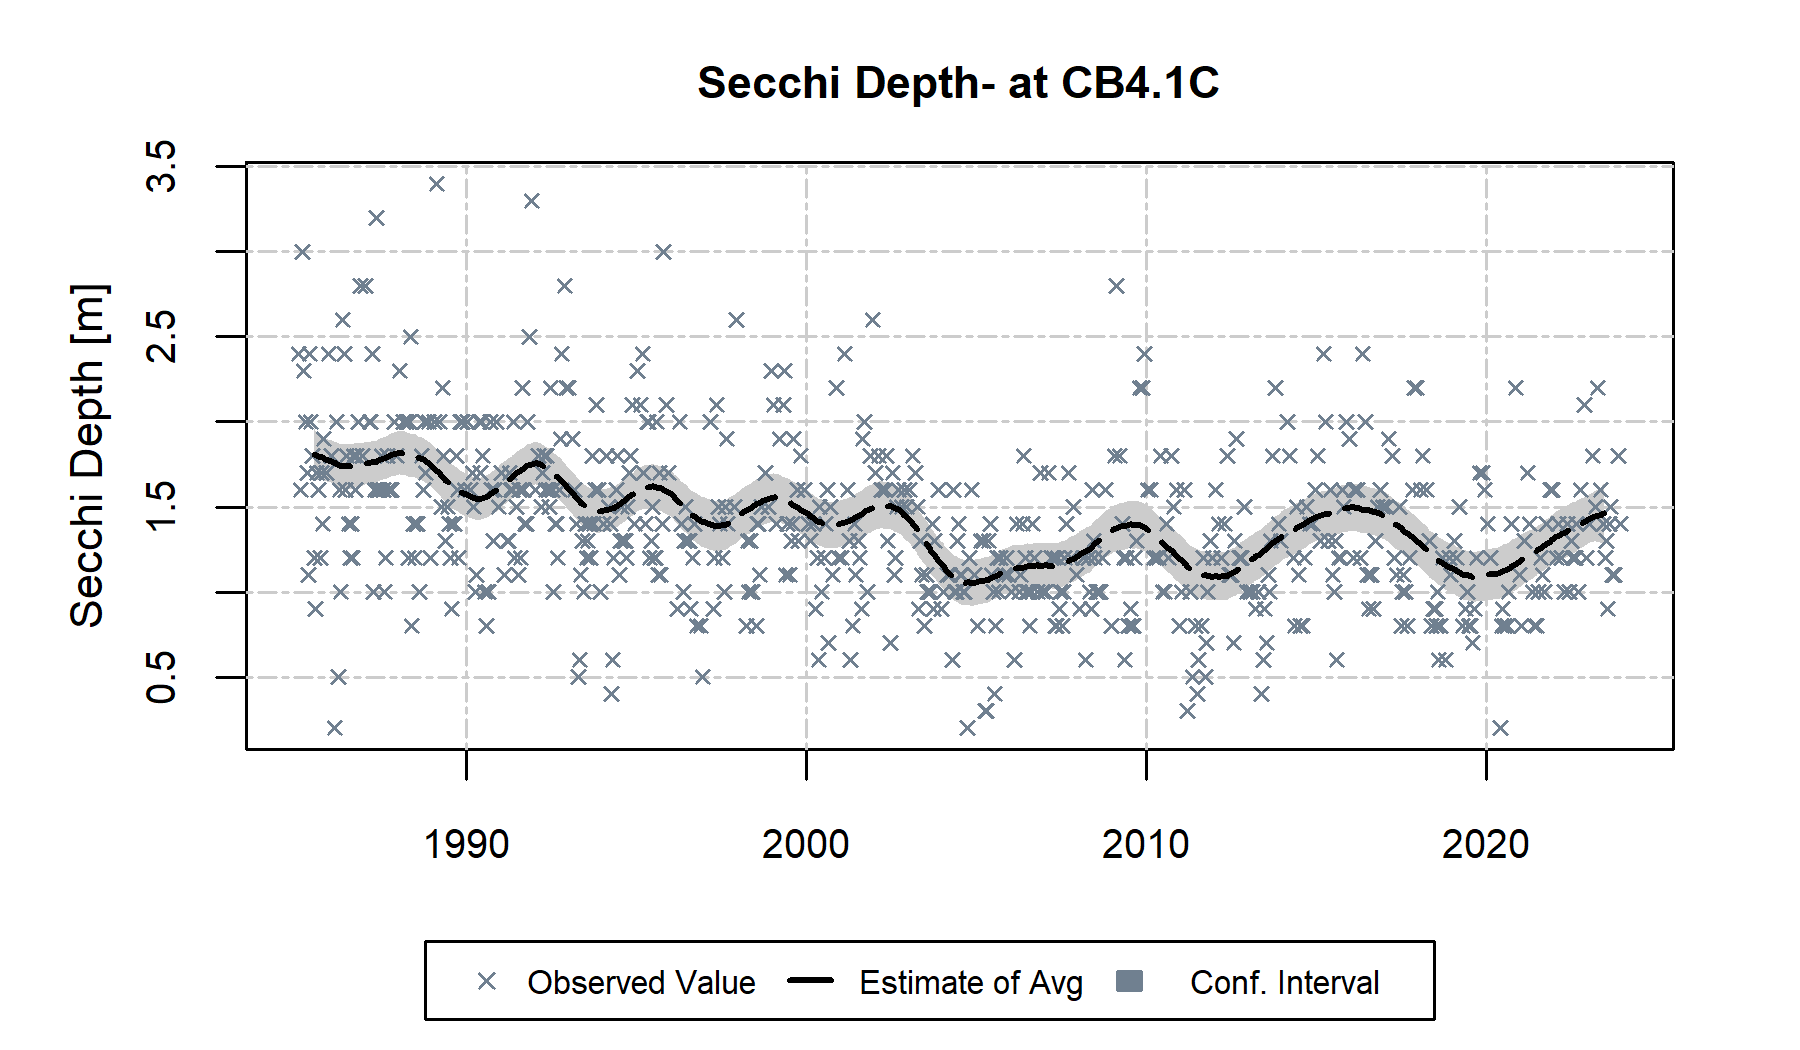 Secchi Depth- at CB4.1C
3.5
2.5
1.5
0.5
Secchi Depth [m]
1990 2000 2010 2020
Observed Value Estimate of Avg Conf. Interval